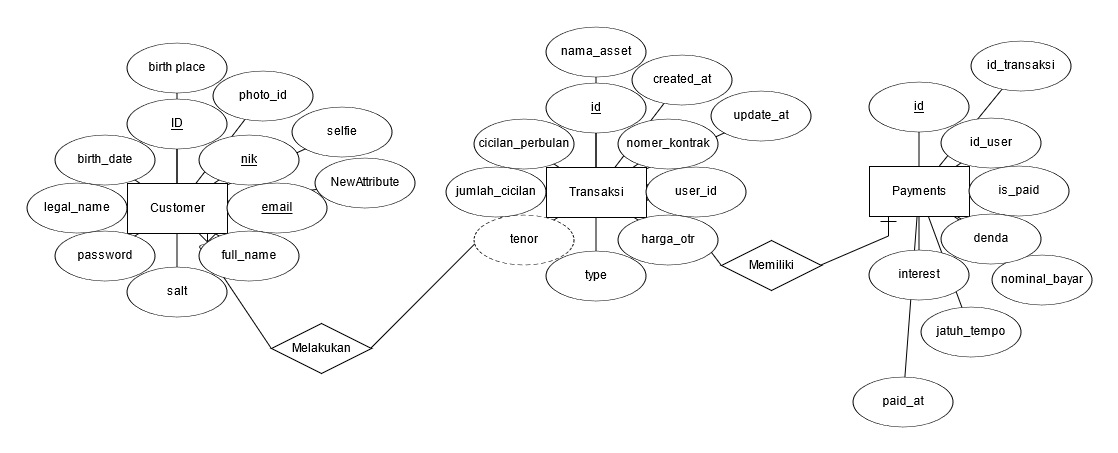 birth place
photo_id
ID
selfie
birth_date
nik
NewAttribute
legal_name
Customer
email
password
full_name
salt
Melakukan
nama_asset
created_at
id
update_at
cicilan_perbulan
nomer_kontrak
jumlah_cicilan
Transaksi
user_id
tenor
harga_otr
type
Memiliki
id_transaksi
id
id_user
Payments
is_paid
denda
interest
nominal_bayar
jatuh_tempo
paid_at